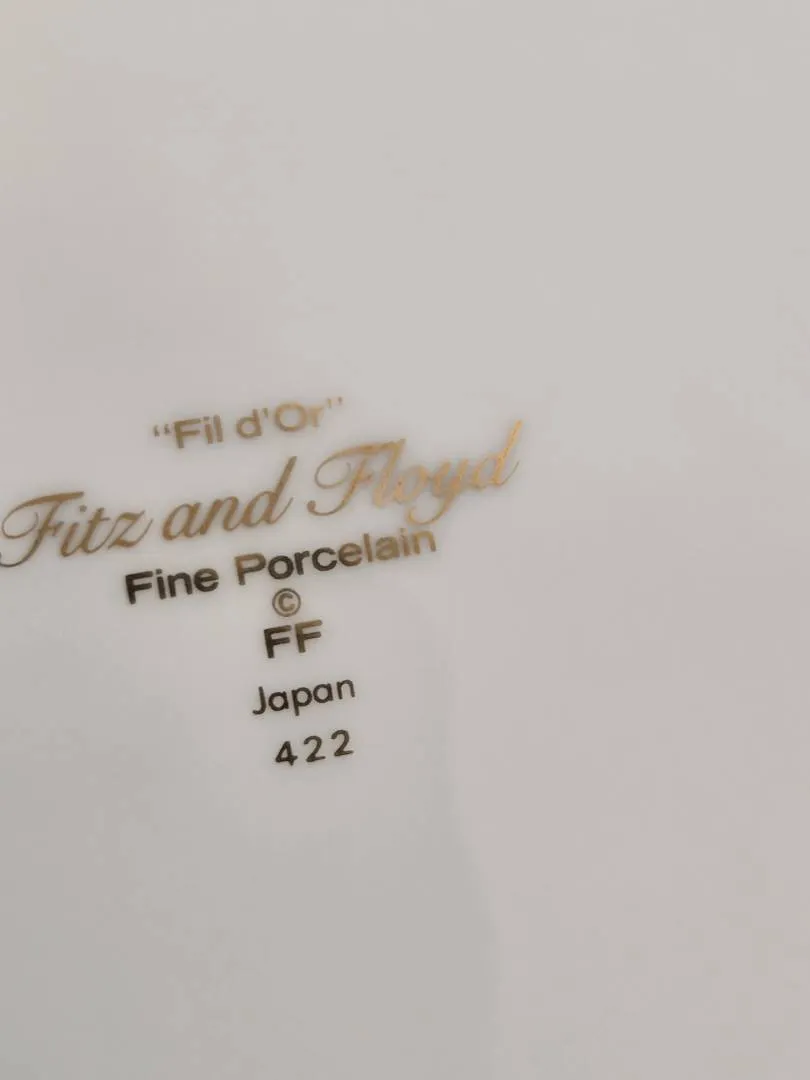 “Fil d'Or”
Fitz and Floyd
Fine Porcelain
©
FF
Japan
422